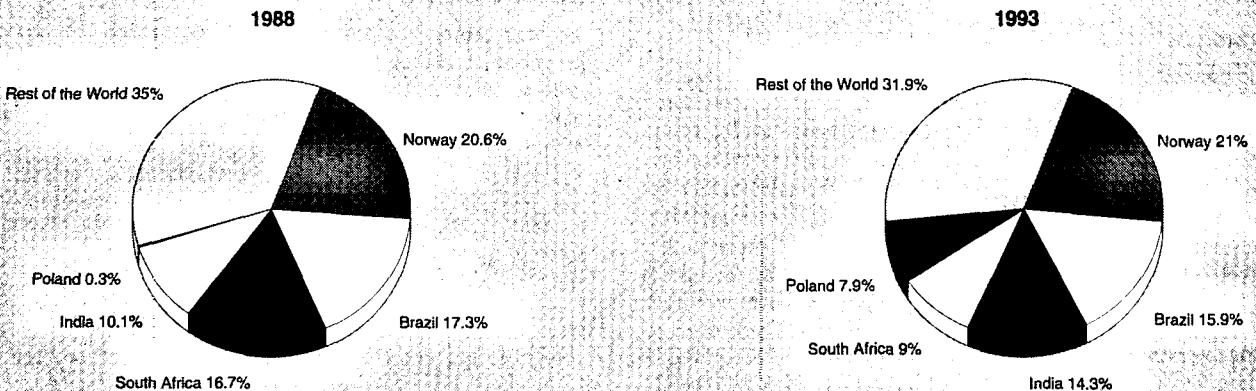 1988
Rest of the World 35%
Norway 20.6%
Poland 0.3%
India 10.1%
Brazil 17.3%
South Africa 16.7%
1993
Rest of the World 31.9%
Norway 21%
Poland 7.9%
South Africa 9%
Brazil 15.9%
India 14.3%